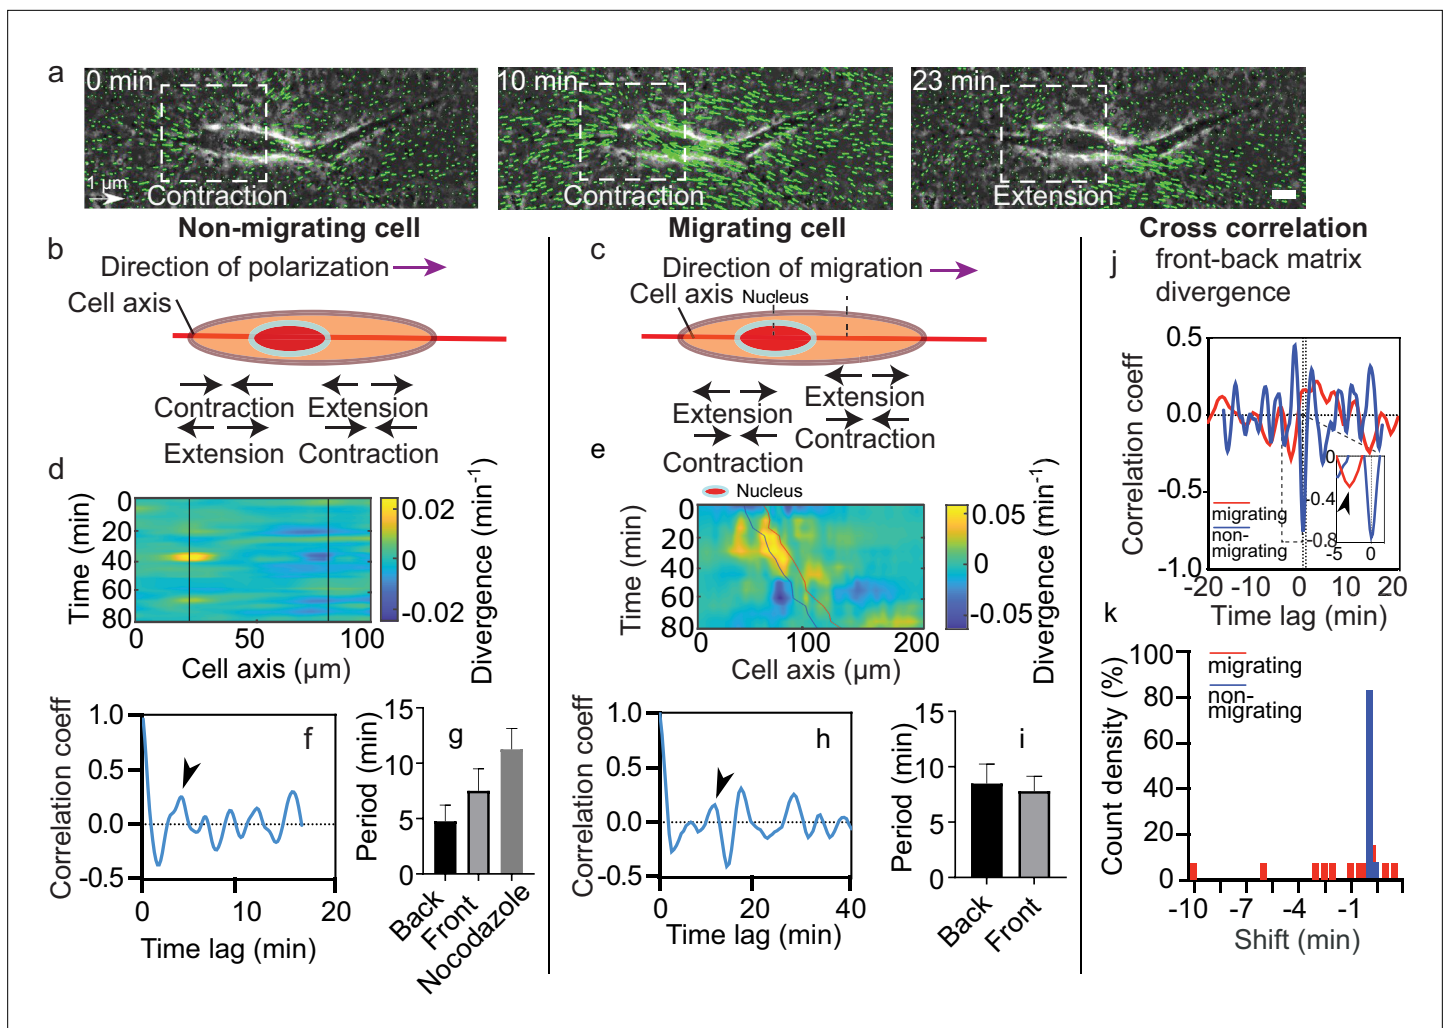 a
0 min
10 min
23 min
1 µm
Contraction
Contraction
Extension
Non-migrating cell
Migrating cell
Cross correlation
b
Direction of polarization
Cell axis
Contraction
Extension
Extension
Contraction
c
Direction of migration
Cell axis
Nucleus
Extension
Extension
Contraction
Contraction
j
front-back matrix
divergence
Correlation coeff
0.5
0.0
-0.5
-1.0
-20
-10
0
10
20
Time lag (min)
migrating
non-
migrating
0
-0.4
-0.8
-5
0
d
Time (min)
0
20
40
60
80
0
50
100
Cell axis (µm)
0.02
0
-0.02
Divergence (min⁻¹)
e
Nucleus
Time (min)
0
20
40
60
80
0
100
200
Cell axis (µm)
0.05
0
-0.05
Divergence (min⁻¹)
f
Correlation coeff
1.0
0.5
0.0
-0.5
0
10
20
Time lag (min)
g
Period (min)
15
10
5
0
Back
Front
Nocodazole
h
Correlation coeff
1.0
0.5
0.0
-0.5
0
20
40
Time lag (min)
i
Period (min)
15
10
5
0
Back
Front
k
Count density (%)
100
80
60
40
20
0
migrating
non-
migrating
-10
-7
-4
-1
Shift (min)